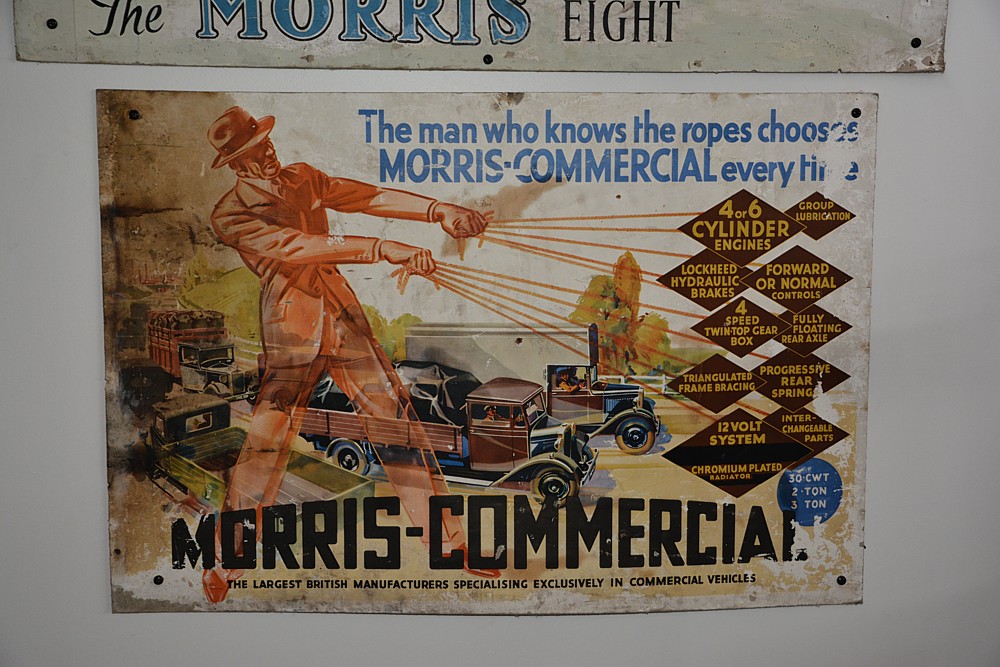 The MORRIS EIGHT
The man who knows the ropes chooses
MORRIS-COMMERCIAL every time
4 or 6
CYLINDER
ENGINES
GROUP
LUBRICATION
LOCKHEED
HYDRAULIC
BRAKES
FORWARD
OR NORMAL
CONTROLS
4
SPEED
TWIN-TOP GEAR
BOX
FULLY
FLOATING
REAR AXLE
TRIANGULATED
FRAME BRACING
PROGRESSIVE
REAR
SPRINGS
12 VOLT
SYSTEM
INTER-
CHANGEABLE
PARTS
CHROMIUM PLATED
RADIATOR
30 CWT
2 TON
3 TON
MORRIS-COMMERCIAL
THE LARGEST BRITISH MANUFACTURERS SPECIALISING EXCLUSIVELY IN COMMERCIAL VEHICLES